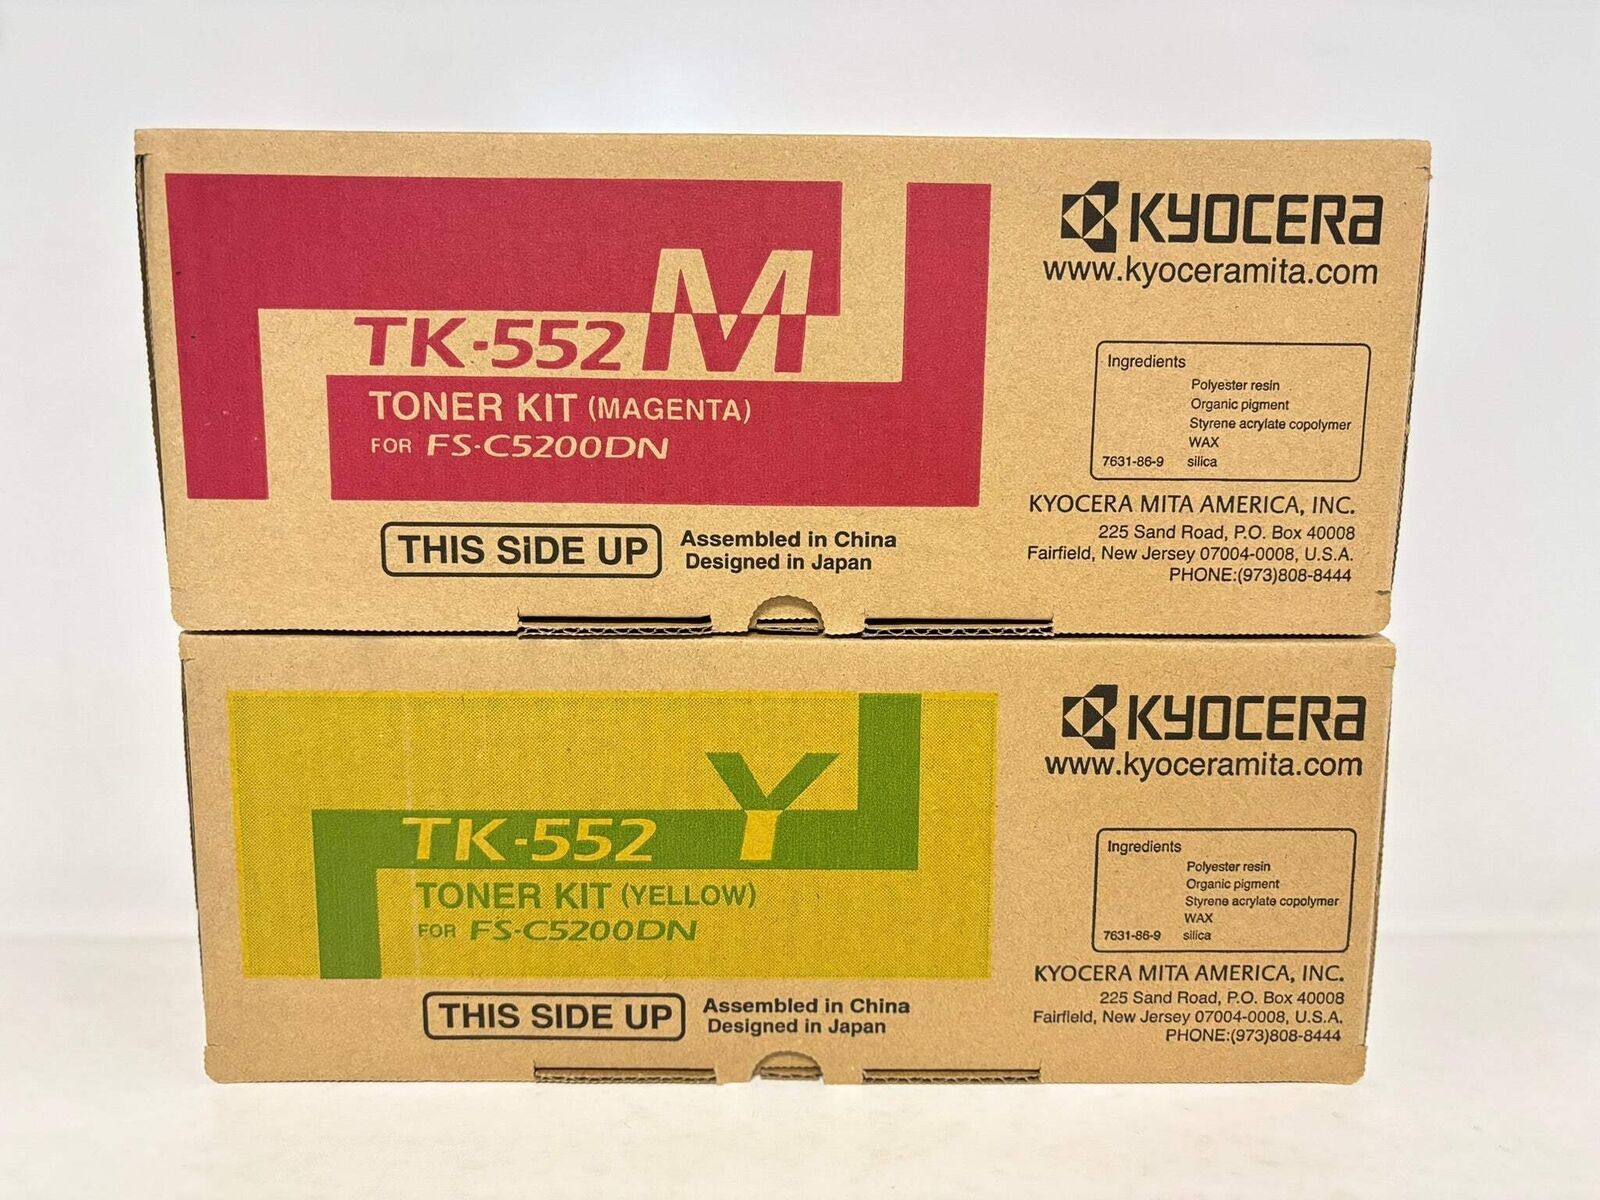 KYOCERA
www.kyoceramita.com
TK-552 M
TONER KIT (MAGENTA)
FOR FS-C5200DN
Ingredients
Polyester resin
Organic pigment
Styrene acrylate copolymer
WAX
7631-86-9 silica
KYOCERA MITA AMERICA, INC.
225 Sand Road, P.O. Box 40008
Fairfield, New Jersey 07004-0008, U.S.A.
PHONE:(973)808-8444
THIS SiDE UP
Assembled in China
Designed in Japan
KYOCERA
www.kyoceramita.com
TK-552 Y
TONER KIT (YELLOW)
FOR FS-C5200DN
Ingredients
Polyester resin
Organic pigment
Styrene acrylate copolymer
WAX
7631-86-9 silica
KYOCERA MITA AMERICA, INC.
225 Sand Road, P.O. Box 40008
Fairfield, New Jersey 07004-0008, U.S.A.
PHONE:(973)808-8444
THIS SIDE UP
Assembled in China
Designed in Japan